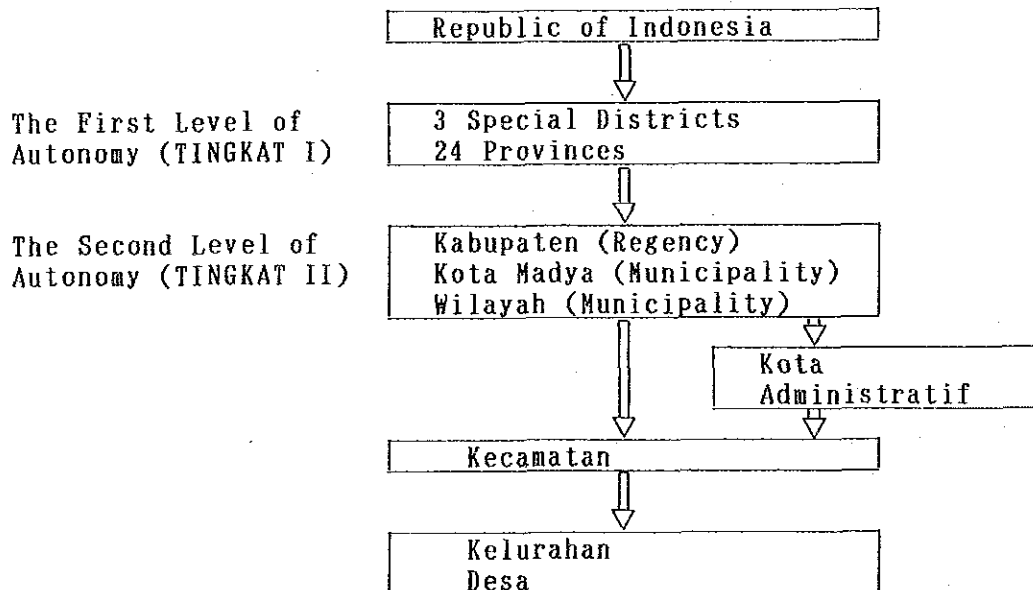 Republic of Indonesia
The First Level of
Autonomy (TINGKAT I)
3 Special Districts
24 Provinces
The Second Level of
Autonomy (TINGKAT II)
Kabupaten (Regency)
Kota Madya (Municipality)
Wilayah (Municipality)
Kota
Administratif
Kecamatan
Kelurahan
Desa